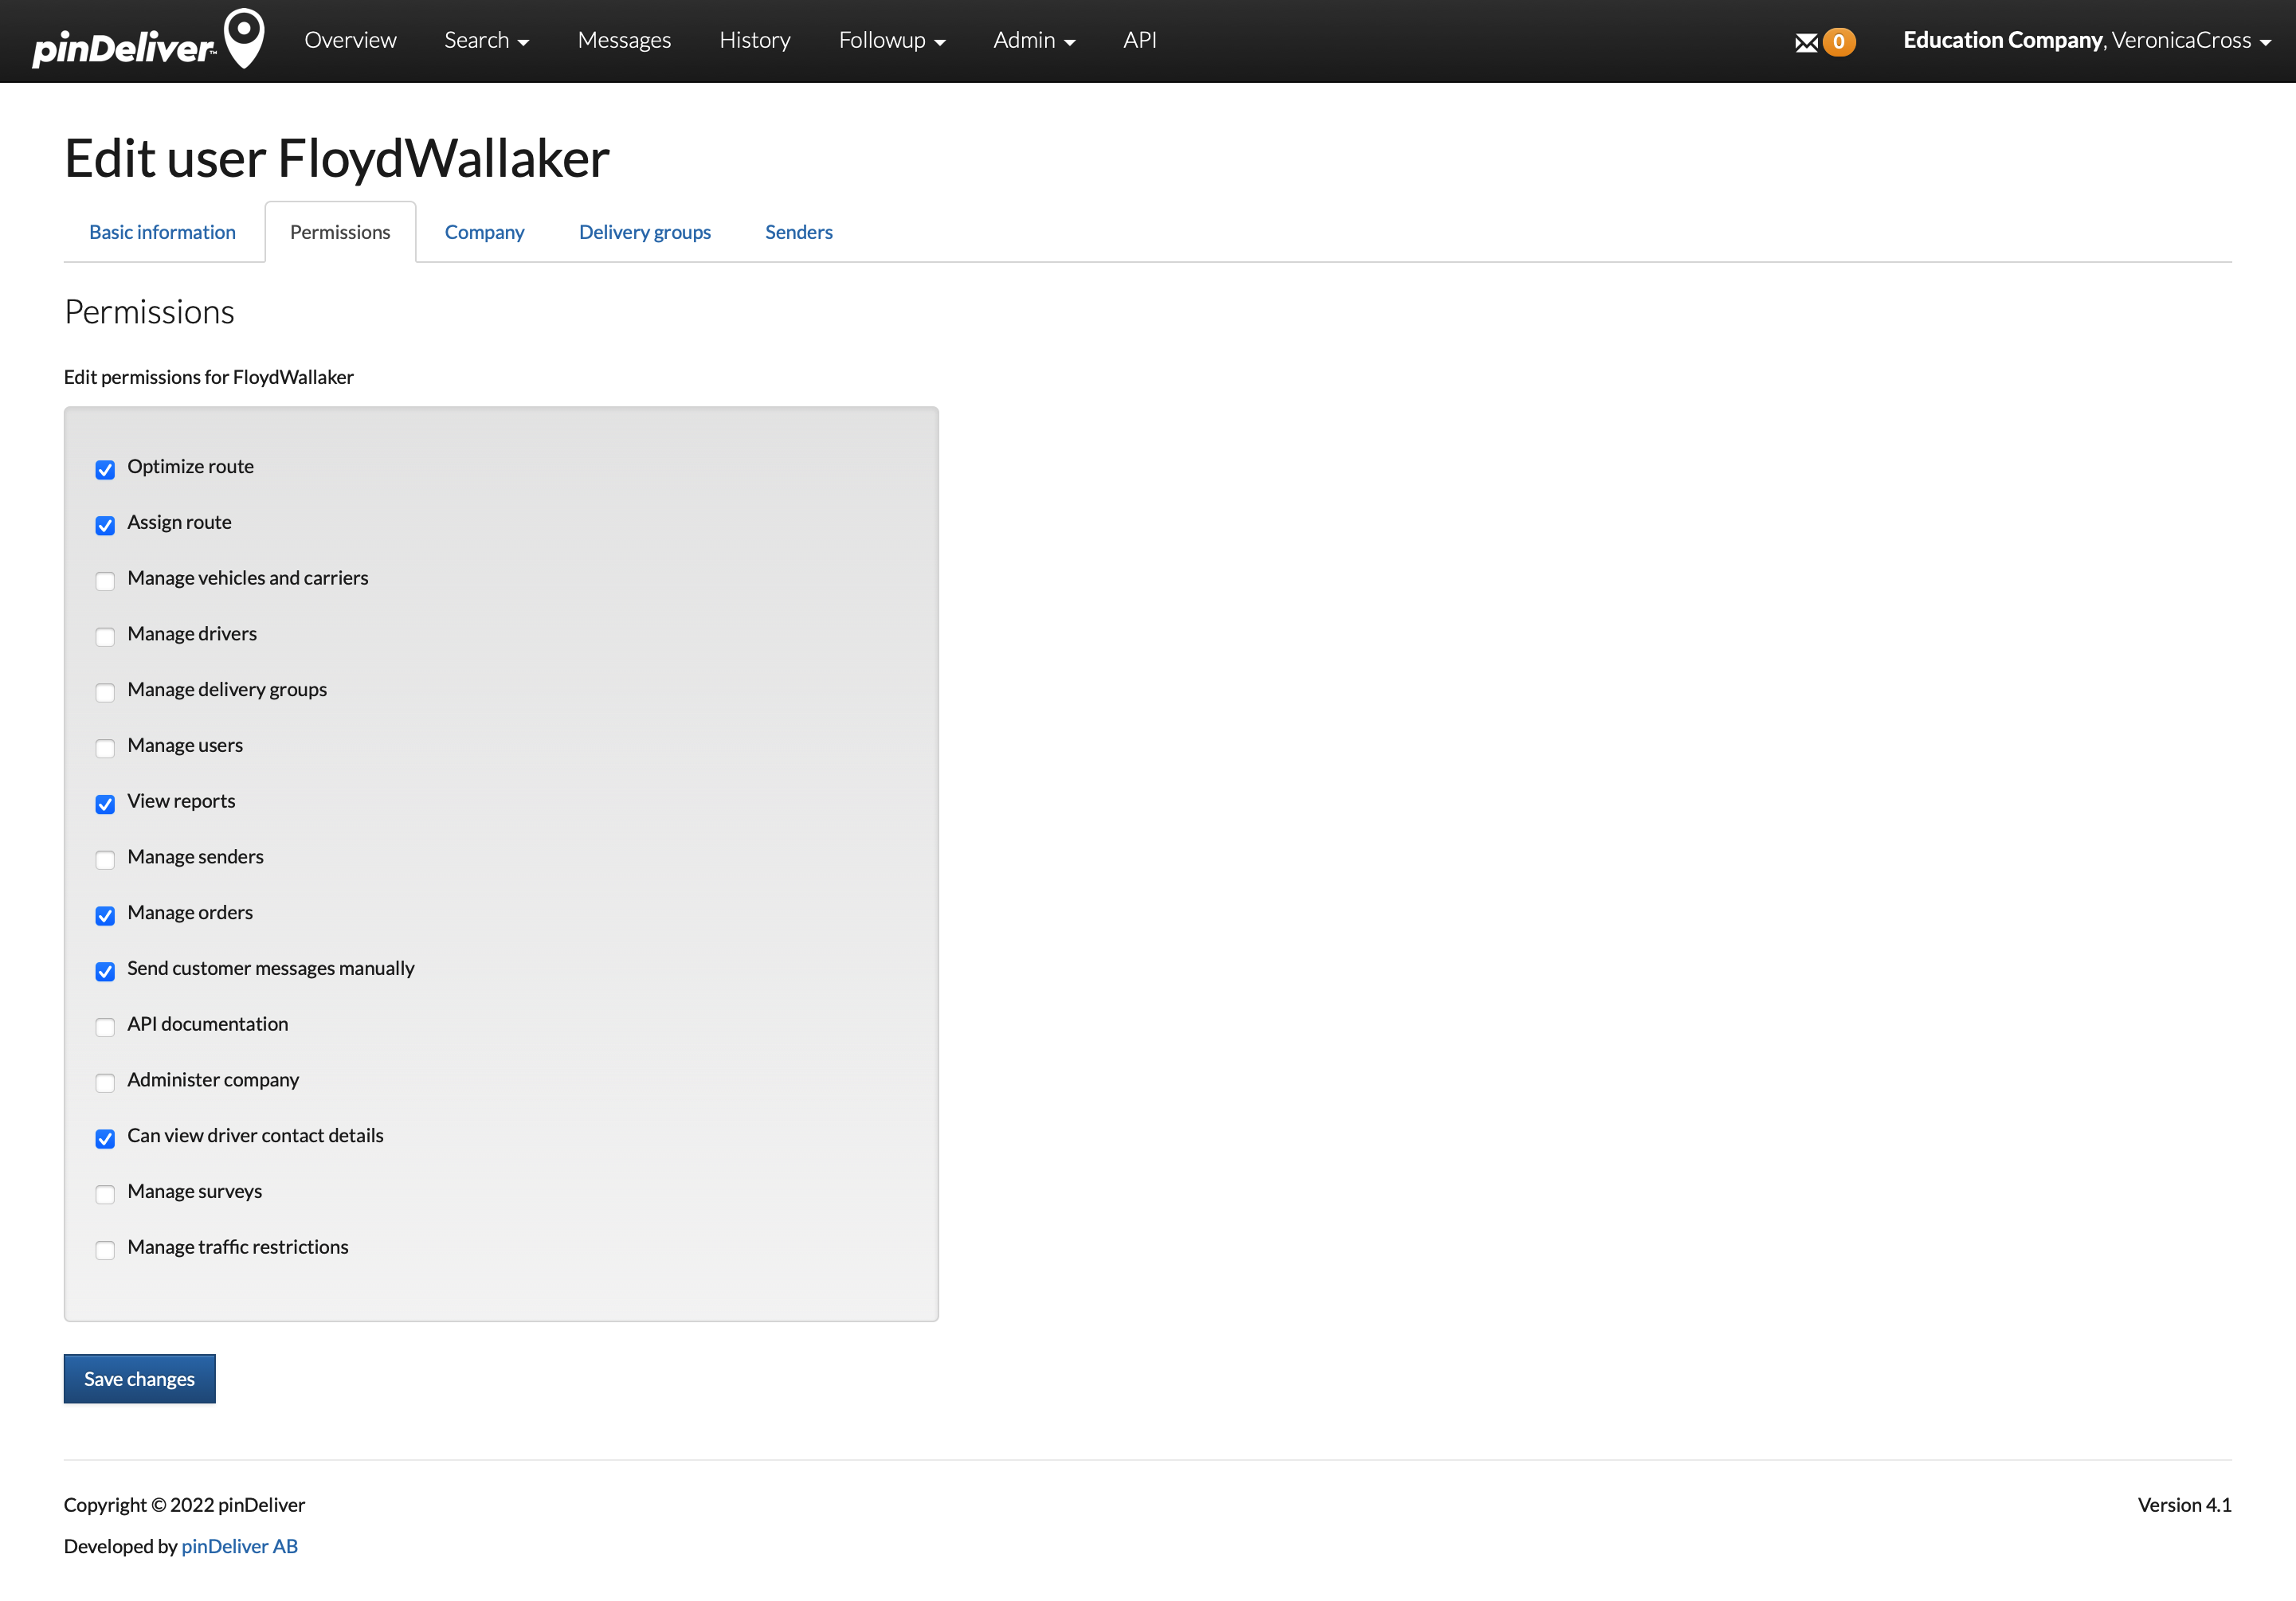 pinDeliver™ Overview Search Messages History Followup Admin API 0 Education Company, VeronicaCross
Edit user FloydWallaker
Basic information Permissions Company Delivery groups Senders
Permissions
Edit permissions for FloydWallaker
Optimize route
Assign route
Manage vehicles and carriers
Manage drivers
Manage delivery groups
Manage users
View reports
Manage senders
Manage orders
Send customer messages manually
API documentation
Administer company
Can view driver contact details
Manage surveys
Manage traffic restrictions
Save changes
Copyright © 2022 pinDeliver Version 4.1
Developed by pinDeliver AB